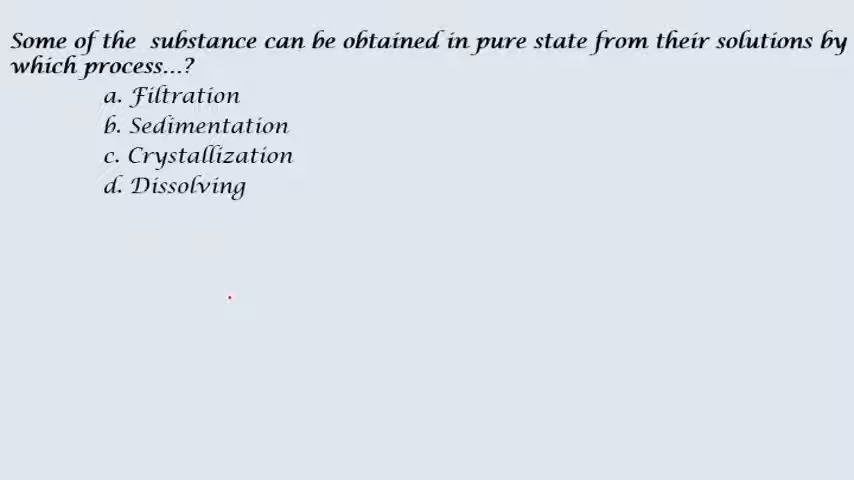 Some of the substance can be obtained in pure state from their solutions by
which process...?
a. Filtration
b. Sedimentation
c. Crystallization
d. Dissolving